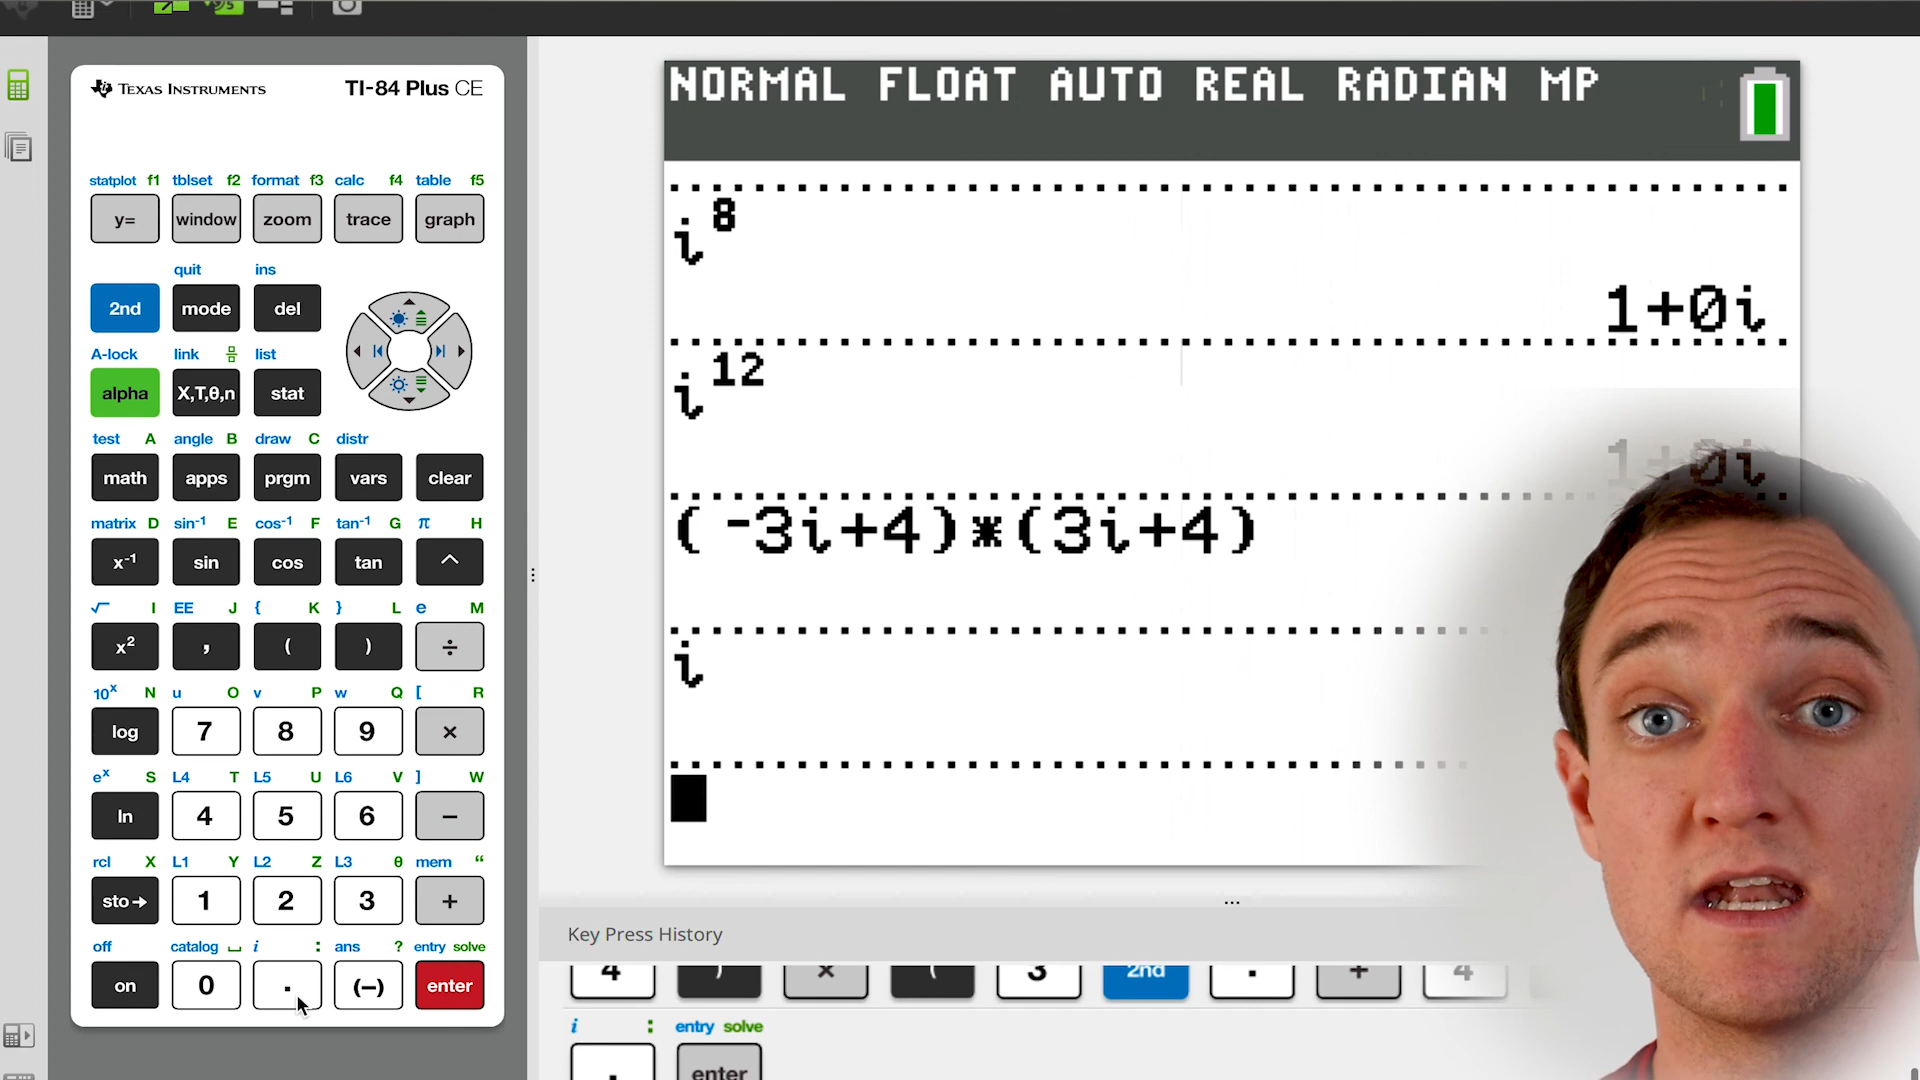 TEXAS INSTRUMENTS
TI-84 Plus CE
statplot f1 tblset f2 format f3 calc f4 table f5
y= window zoom trace graph
quit ins
2nd mode del
A-lock link list
alpha X,T,θ,n stat
test A angle B draw C distr
math apps prgm vars clear
matrix D sin⁻¹ E cos⁻¹ F tan⁻¹ G π H
x⁻¹ sin cos tan ^
√ I EE J { K } L e M
x² , ( ) ÷
10ˣ N u O v P w Q [ R
log 7 8 9 ×
eˣ S L4 T L5 U L6 V ] W
ln 4 5 6 −
rcl X L1 Y L2 Z L3 θ mem “
sto→ 1 2 3 +
off catalog ⎵ i : ans ? entry solve
on 0 . (−) enter
NORMAL FLOAT AUTO REAL RADIAN MP
i⁸
1+0i
i¹²
1+0i
(-3i+4)*(3i+4)
i
Key Press History
4 ) × ( 3 2nd . + 4
i : entry solve
. enter